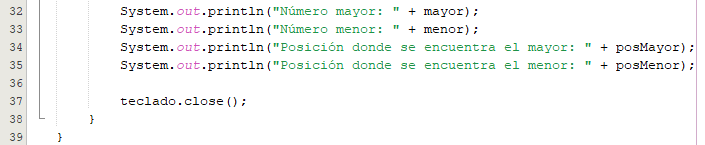 32 System.out.println("Número mayor: " + mayor);
33 System.out.println("Número menor: " + menor);
34 System.out.println("Posición donde se encuentra el mayor: " + posMayor);
35 System.out.println("Posición donde se encuentra el menor: " + posMenor);
36
37 teclado.close();
38 }
39 }